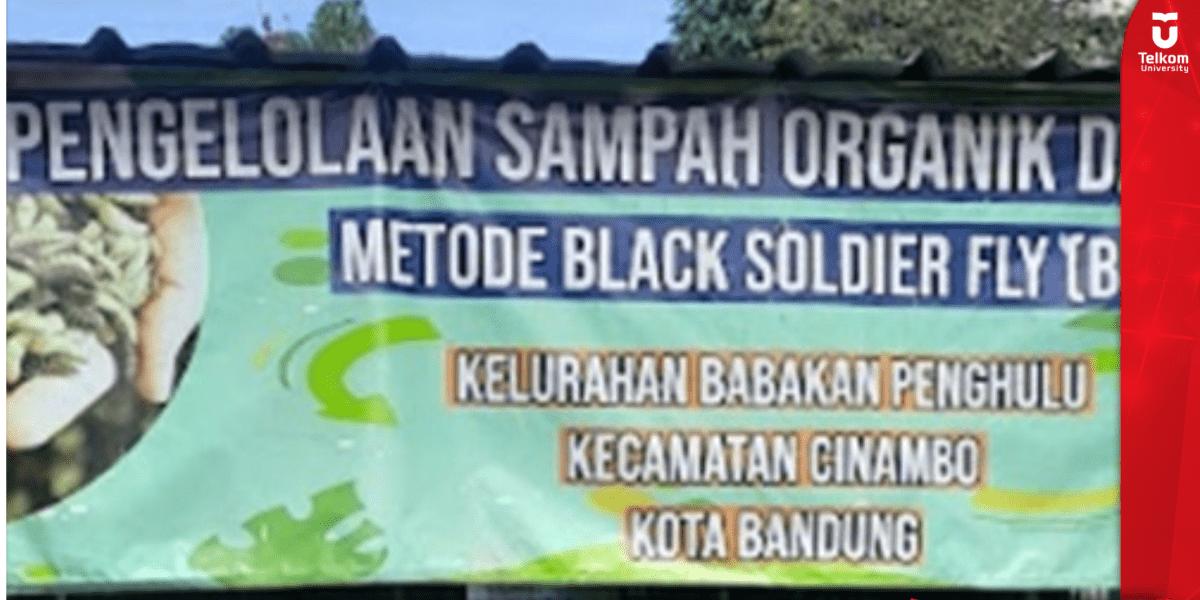 PENGELOLAAN SAMPAH ORGANIK D
METODE BLACK SOLDIER FLY (B
KELURAHAN BABAKAN PENGHULU
KECAMATAN CINAMBO
KOTA BANDUNG
Telkom
University